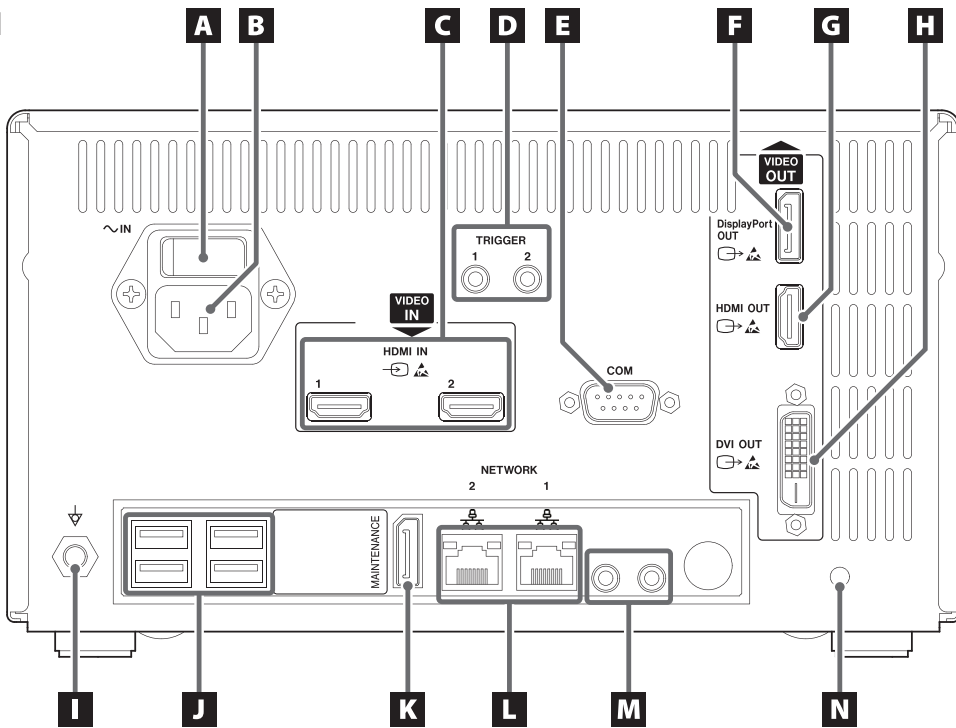 A B C D E F G H
VIDEO
OUT
∼IN
DisplayPort
OUT
TRIGGER
1 2
VIDEO
IN
HDMI OUT
HDMI IN
1 2
COM
DVI OUT
NETWORK
2 1
MAINTENANCE
I J K L M N